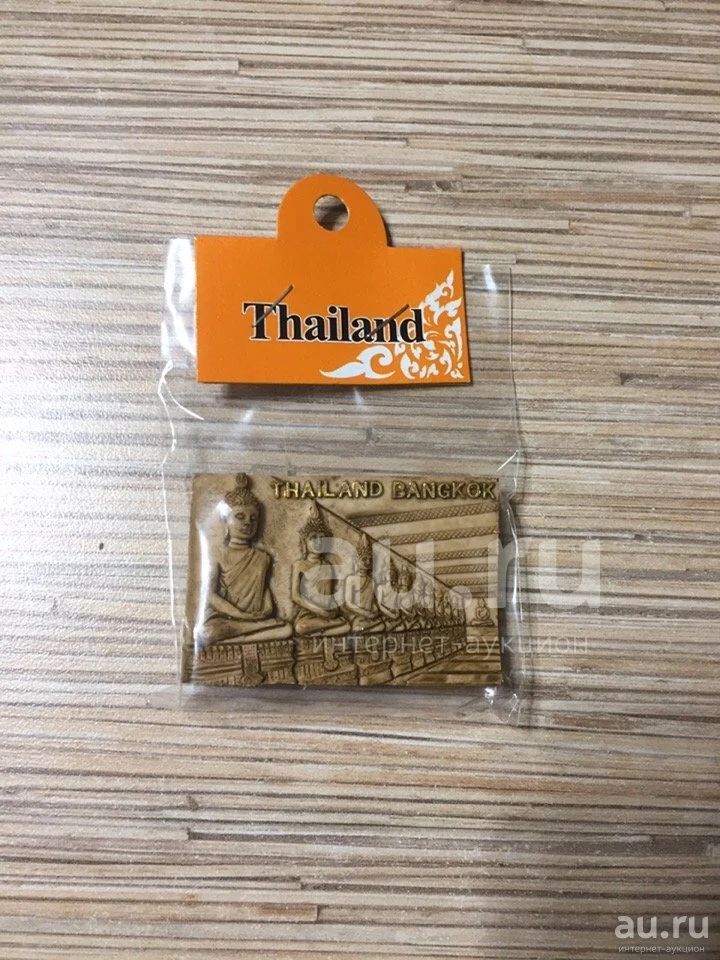 Thailand
THAILAND BANGKOK
au.ru
интернет-аукцион
au.ru
интернет-аукцион